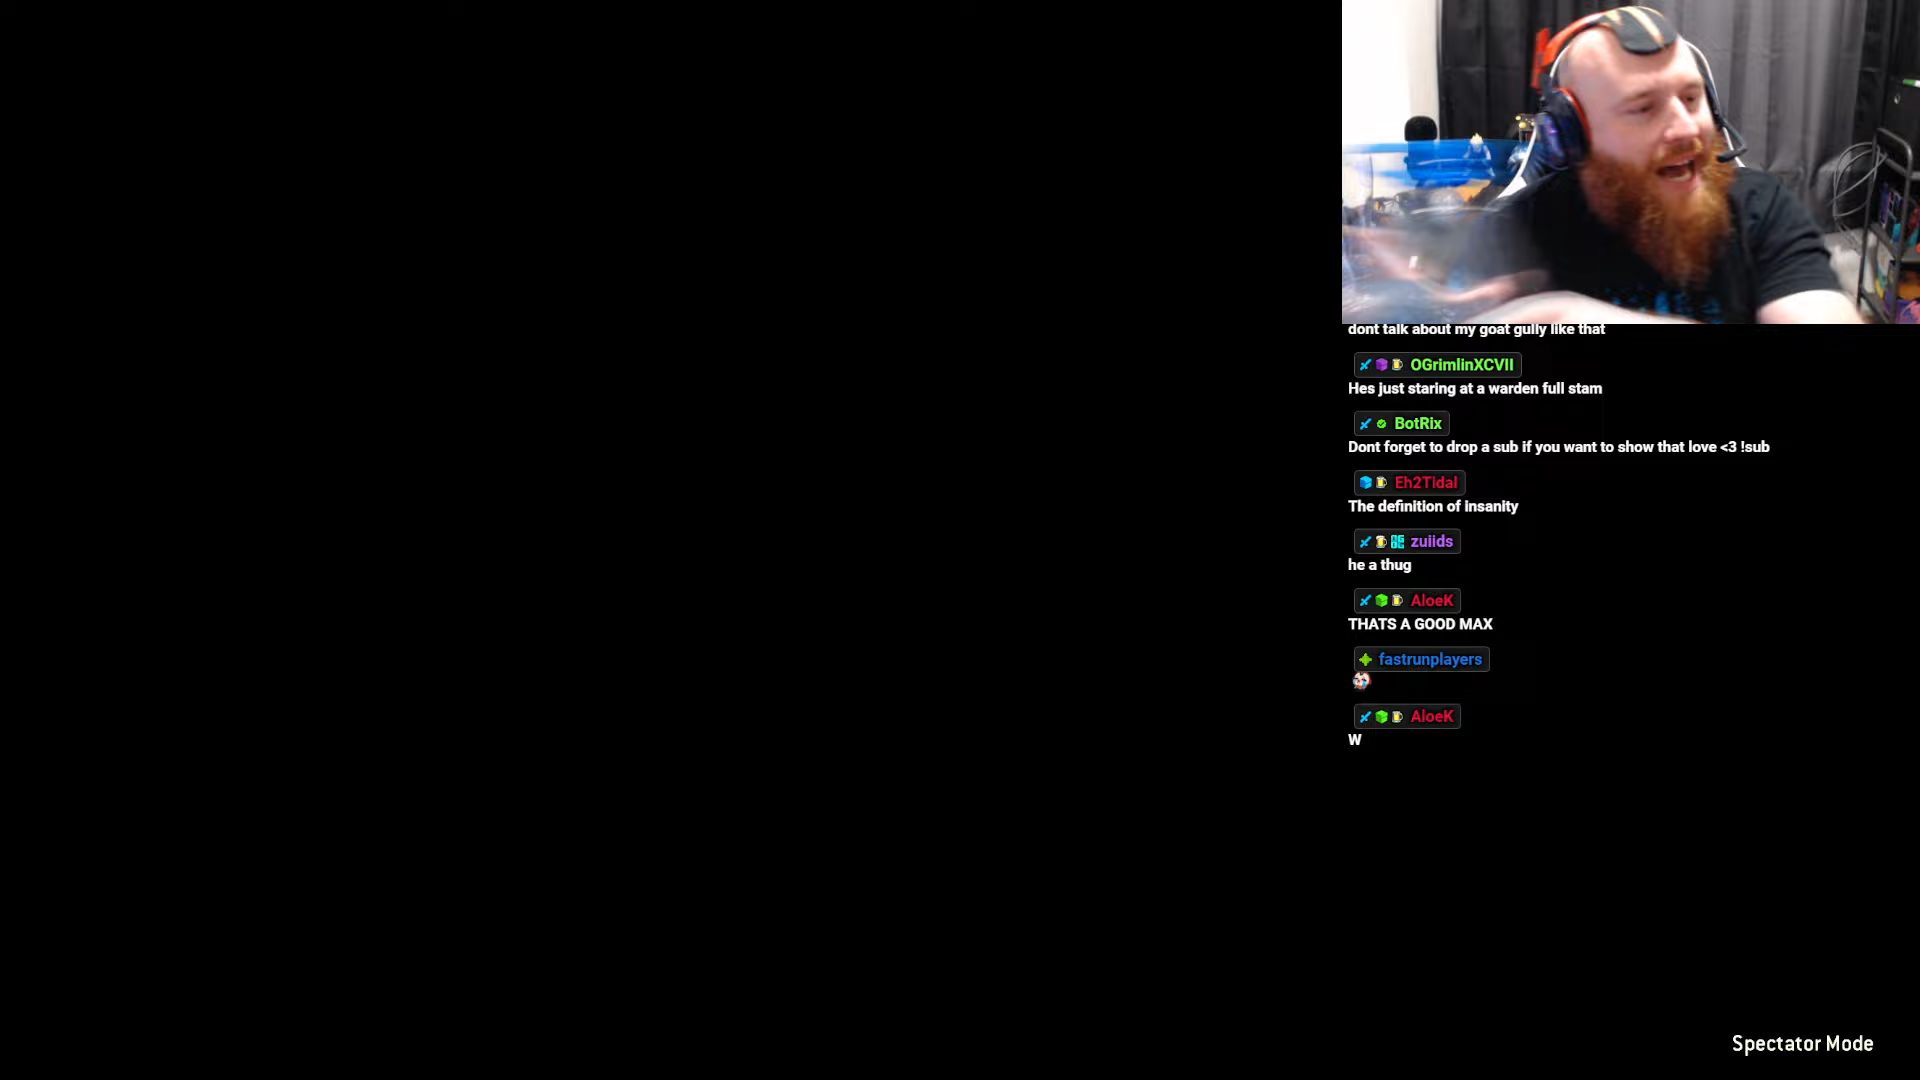 dont talk about my goat gully like that
OGrimlinXCVII
Hes just staring at a warden full stam
BotRix
Dont forget to drop a sub if you want to show that love <3 !sub
Eh2Tidal
The definition of insanity
zuiids
he a thug
AloeK
THATS A GOOD MAX
fastrunplayers
AloeK
W
Spectator Mode